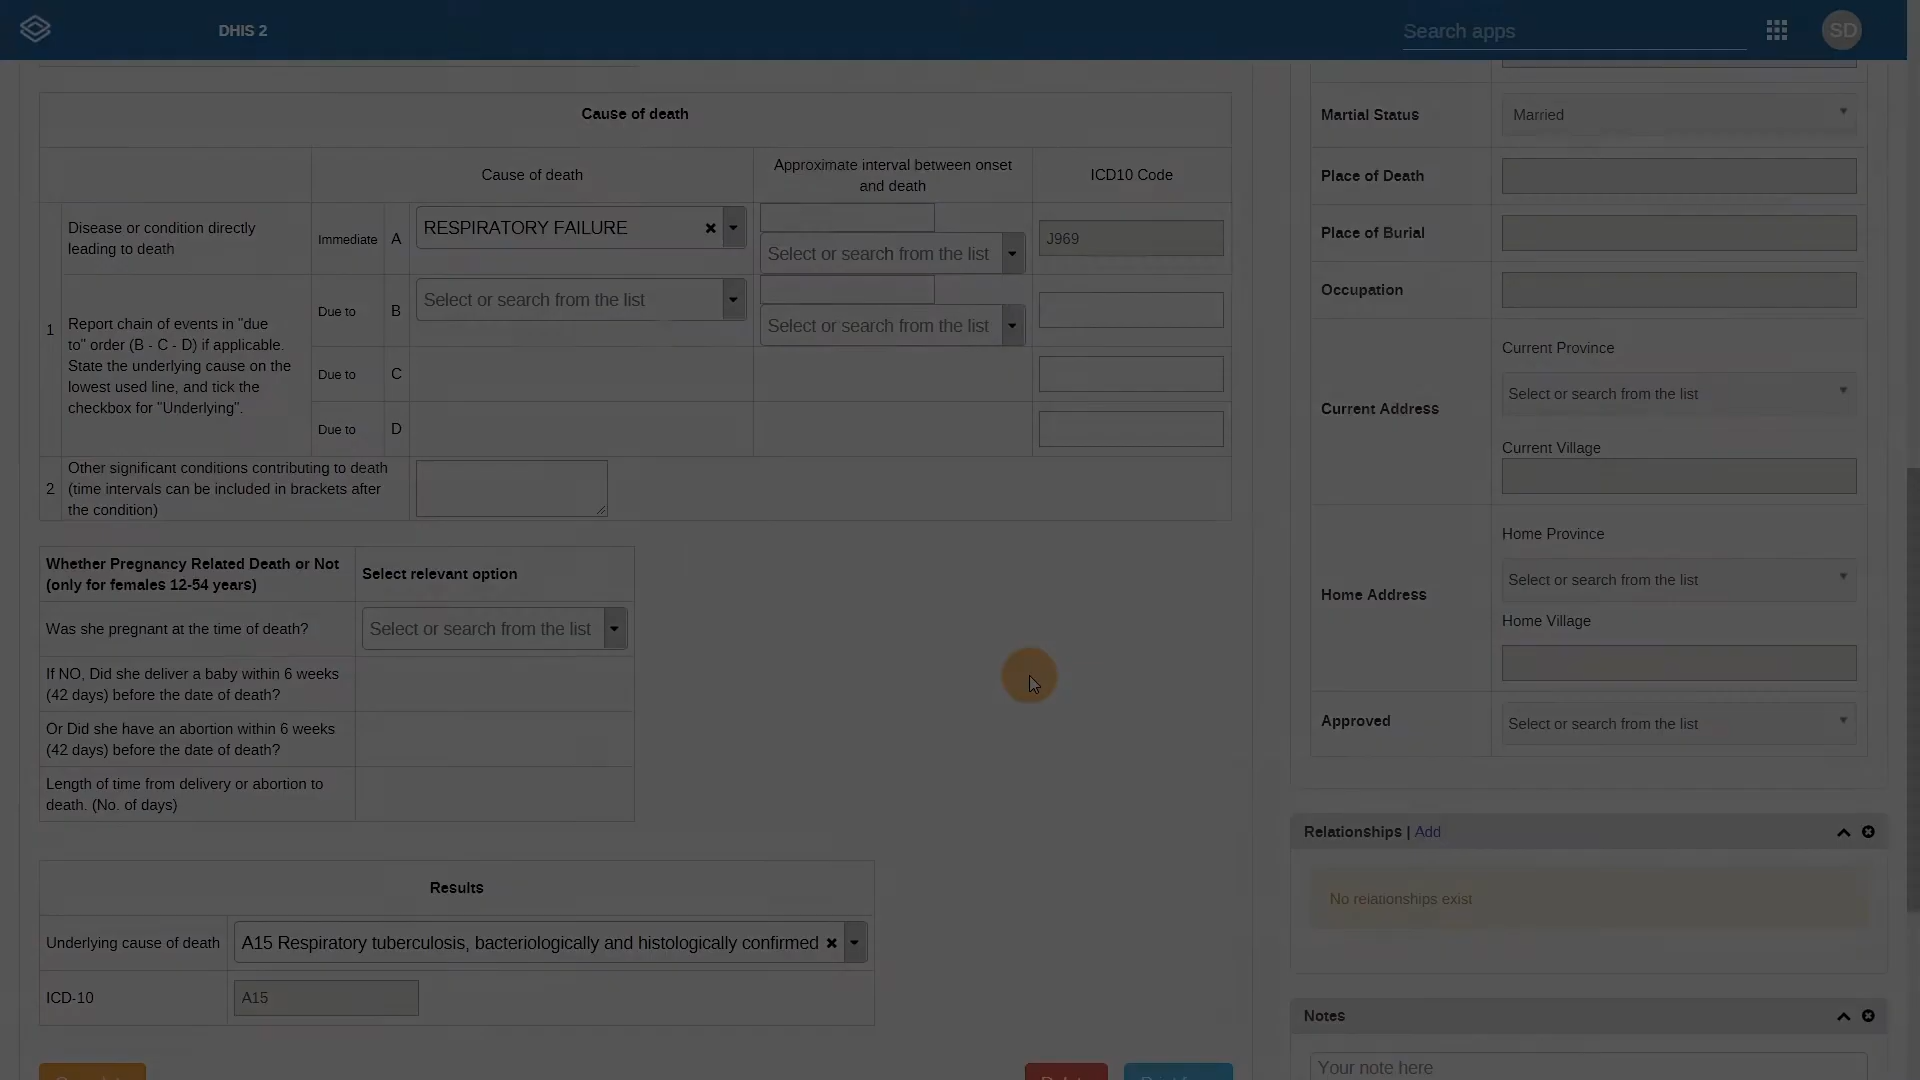 DHIS 2
Search apps
SD
Cause of death
Cause of death
Approximate interval between onset
and death
ICD10 Code
1
Disease or condition directly
leading to death
Immediate
A
RESPIRATORY FAILURE
Select or search from the list
J969
Report chain of events in "due
to" order (B - C - D) if applicable.
State the underlying cause on the
lowest used line, and tick the
checkbox for "Underlying".
Due to
B
Select or search from the list
Select or search from the list
Due to
C
Due to
D
2
Other significant conditions contributing to death
(time intervals can be included in brackets after
the condition)
Whether Pregnancy Related Death or Not
(only for females 12-54 years)
Select relevant option
Was she pregnant at the time of death?
Select or search from the list
If NO, Did she deliver a baby within 6 weeks
(42 days) before the date of death?
Or Did she have an abortion within 6 weeks
(42 days) before the date of death?
Length of time from delivery or abortion to
death. (No. of days)
Results
Underlying cause of death
A15 Respiratory tuberculosis, bacteriologically and histologically confirmed
ICD-10
A15
Martial Status
Married
Place of Death
Place of Burial
Occupation
Current Address
Current Province
Select or search from the list
Current Village
Home Address
Home Province
Select or search from the list
Home Village
Approved
Select or search from the list
Relationships | Add
No relationships exist
Notes
Your note here